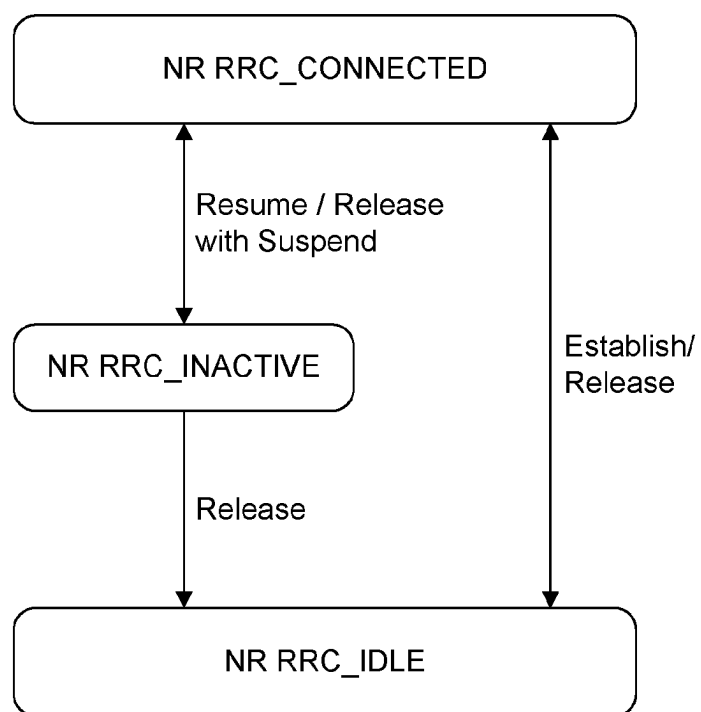 NR RRC_CONNECTED
Resume / Release
with Suspend
NR RRC_INACTIVE
Establish/
Release
Release
NR RRC_IDLE